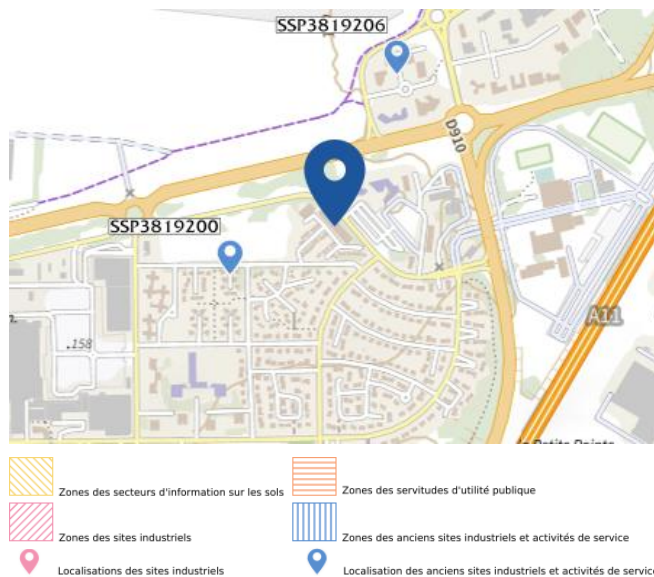 SSP3819206
D910
SSP3819200
A11
.158
la Petite Pointe
Zones des secteurs d'information sur les sols
Zones des servitudes d'utilité publique
Zones des sites industriels
Zones des anciens sites industriels et activités de service
Localisations des sites industriels
Localisation des anciens sites industriels et activités de service